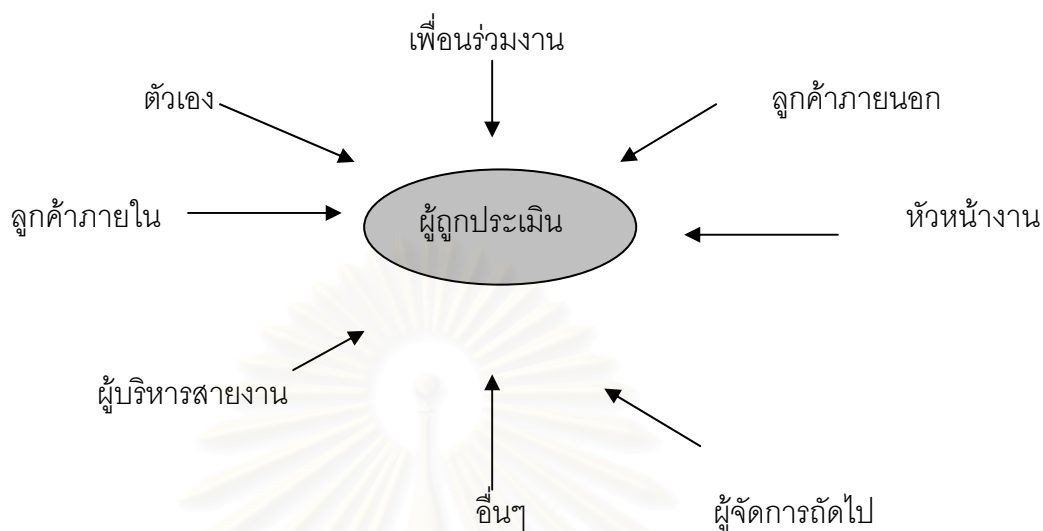 เพื่อนร่วมงาน
ตัวเอง
ลูกค้าภายนอก
ลูกค้าภายใน
ผู้ถูกประเมิน
หัวหน้างาน
ผู้บริหารสายงาน
อื่นๆ
ผู้จัดการถัดไป